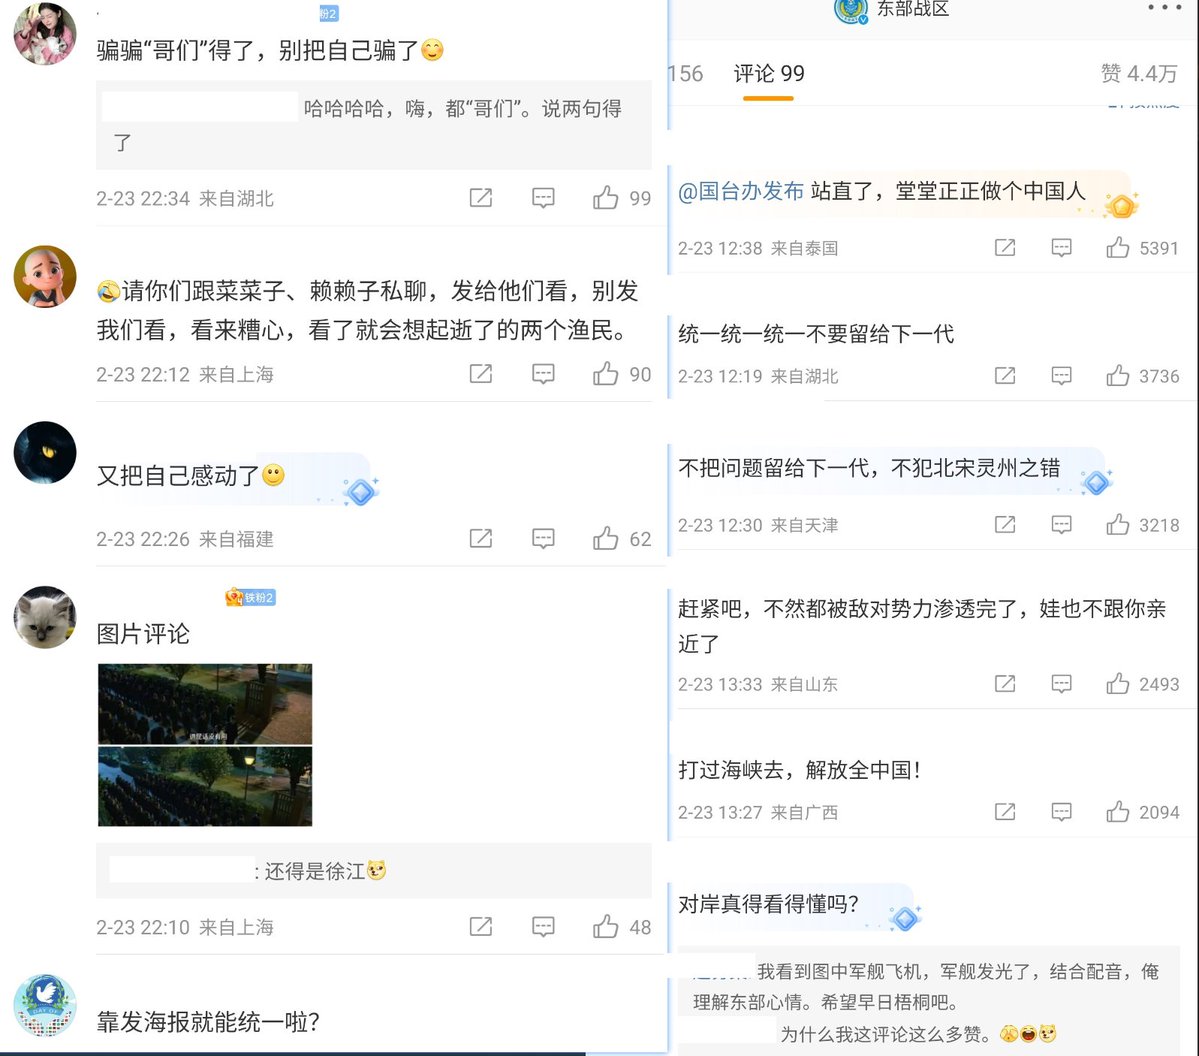 粉2
骗骗“哥们”得了，别把自己骗了
哈哈哈哈，嗨，都“哥们”。说两句得
了
2-23 22:34 来自湖北
99
请你们跟菜菜子、赖赖子私聊，发给他们看，别发
我们看，看来糟心，看了就会想起逝了的两个渔民。
2-23 22:12 来自上海
90
又把自己感动了
2-23 22:26 来自福建
62
铁粉2
图片评论
: 还得是徐江
2-23 22:10 来自上海
48
靠发海报就能统一啦？
东部战区
156
评论 99
赞 4.4万
@国台办发布 站直了，堂堂正正做个中国人
2-23 12:38 来自泰国
5391
统一统一统一不要留给下一代
2-23 12:19 来自湖北
3736
不把问题留给下一代，不犯北宋灵州之错
2-23 12:30 来自天津
3218
赶紧吧，不然都被敌对势力渗透完了，娃也不跟你亲
近了
2-23 13:33 来自山东
2493
打过海峡去，解放全中国！
2-23 13:27 来自广西
2094
对岸真得看得懂吗？
我看到图中军舰飞机，军舰发光了，结合配音，俺
理解东部心情。希望早日梧桐吧。
为什么我这评论这么多赞。